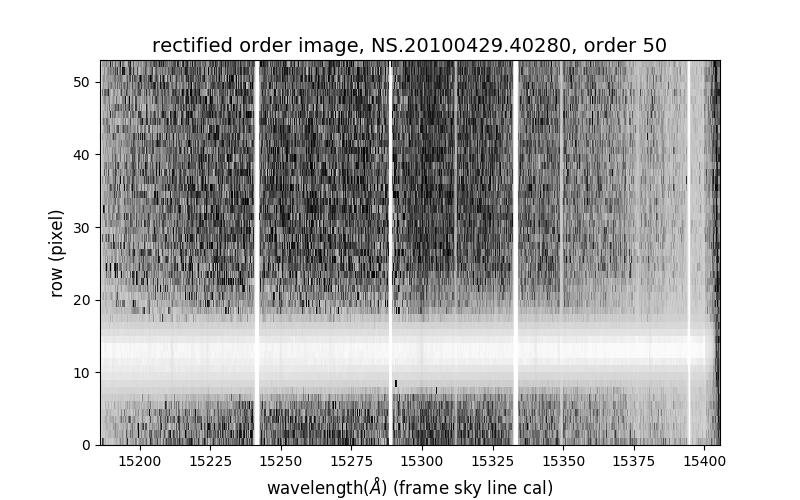 rectified order image, NS.20100429.40280, order 50
50
40
30
20
10
0
row (pixel)
15200 15225 15250 15275 15300 15325 15350 15375 15400
wavelength(Å) (frame sky line cal)